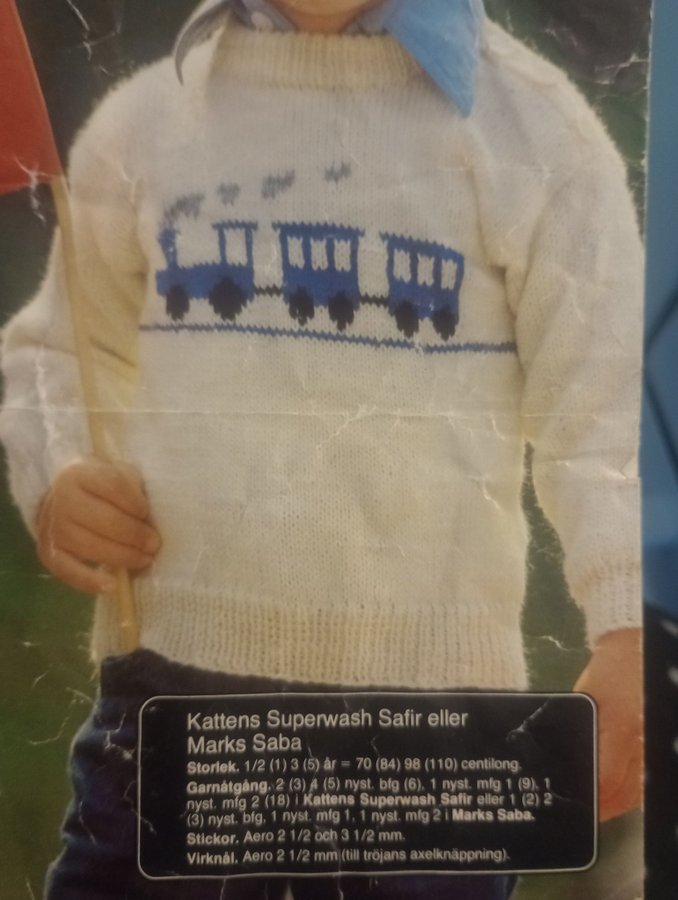 Kattens Superwash Safir eller
Marks Saba
Storlek. 1/2 (1) 3 (5) år = 70 (84) 98 (110) centilong.
Garnåtgång. 2 (3) 4 (5) nyst. bfg (6), 1 nyst. mfg 1 (9), 1
nyst. mfg 2 (18) i Kattens Superwash Safir eller 1 (2) 2
(3) nyst. bfg, 1 nyst. mfg 1, 1 nyst. mfg 2 i Marks Saba.
Stickor. Aero 2 1/2 och 3 1/2 mm.
Virknål. Aero 2 1/2 mm (till tröjans axelknäppning).